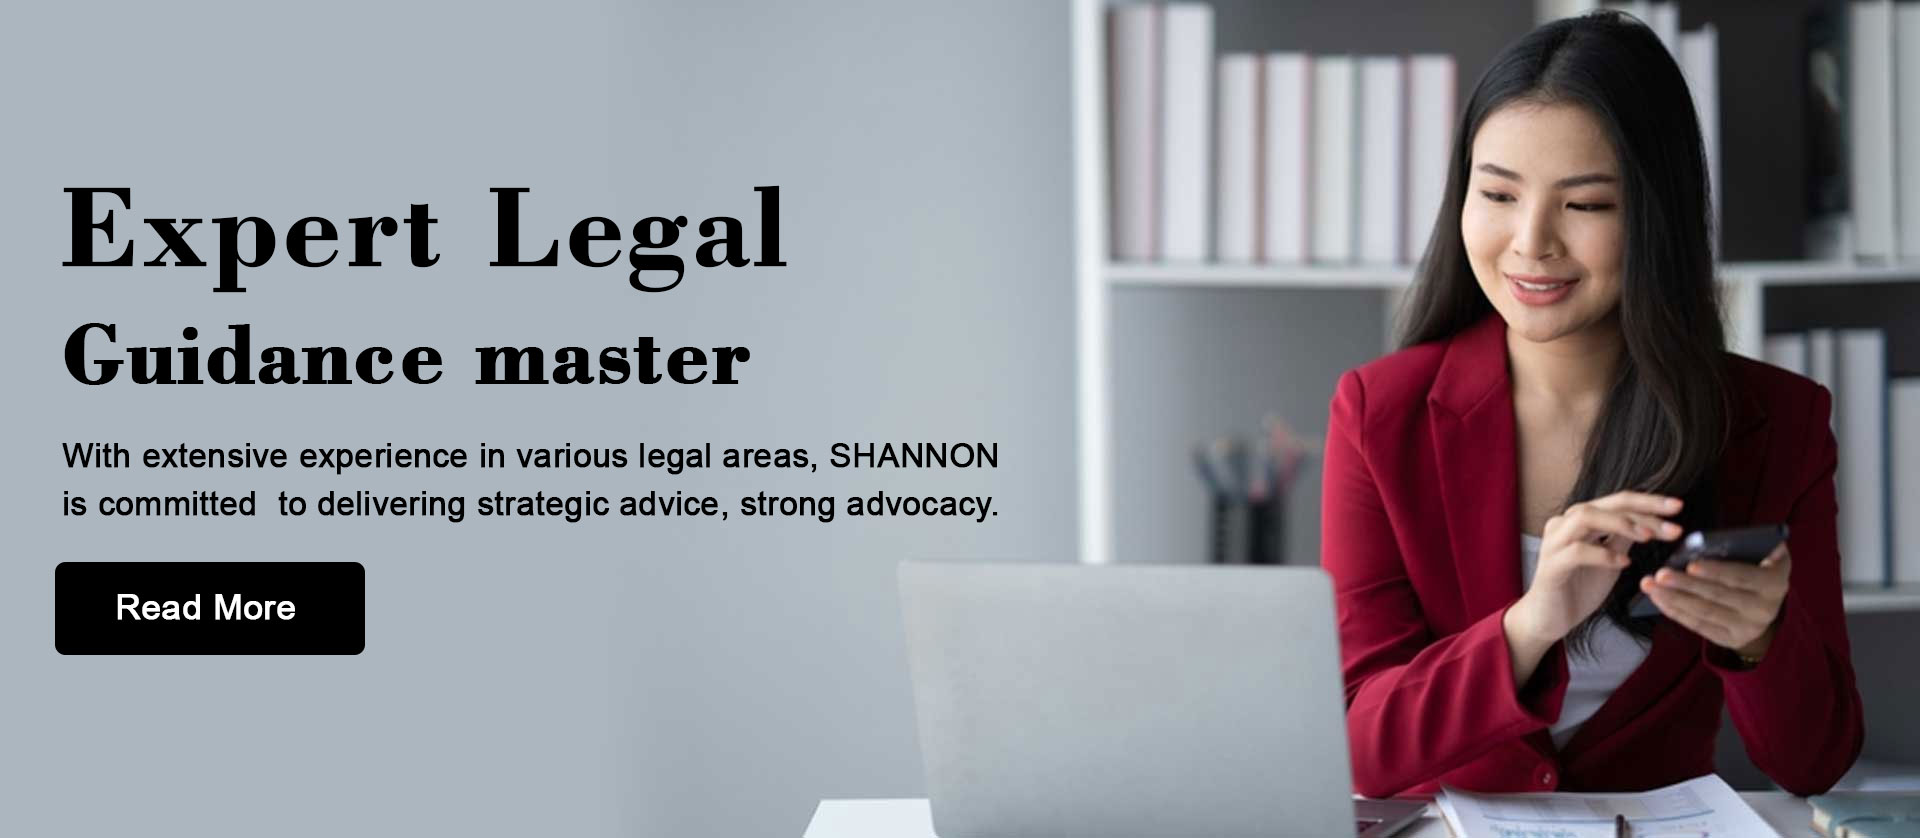 Expert Legal
Guidance master
With extensive experience in various legal areas, SHANNON
is committed  to delivering strategic advice, strong advocacy.
Read More